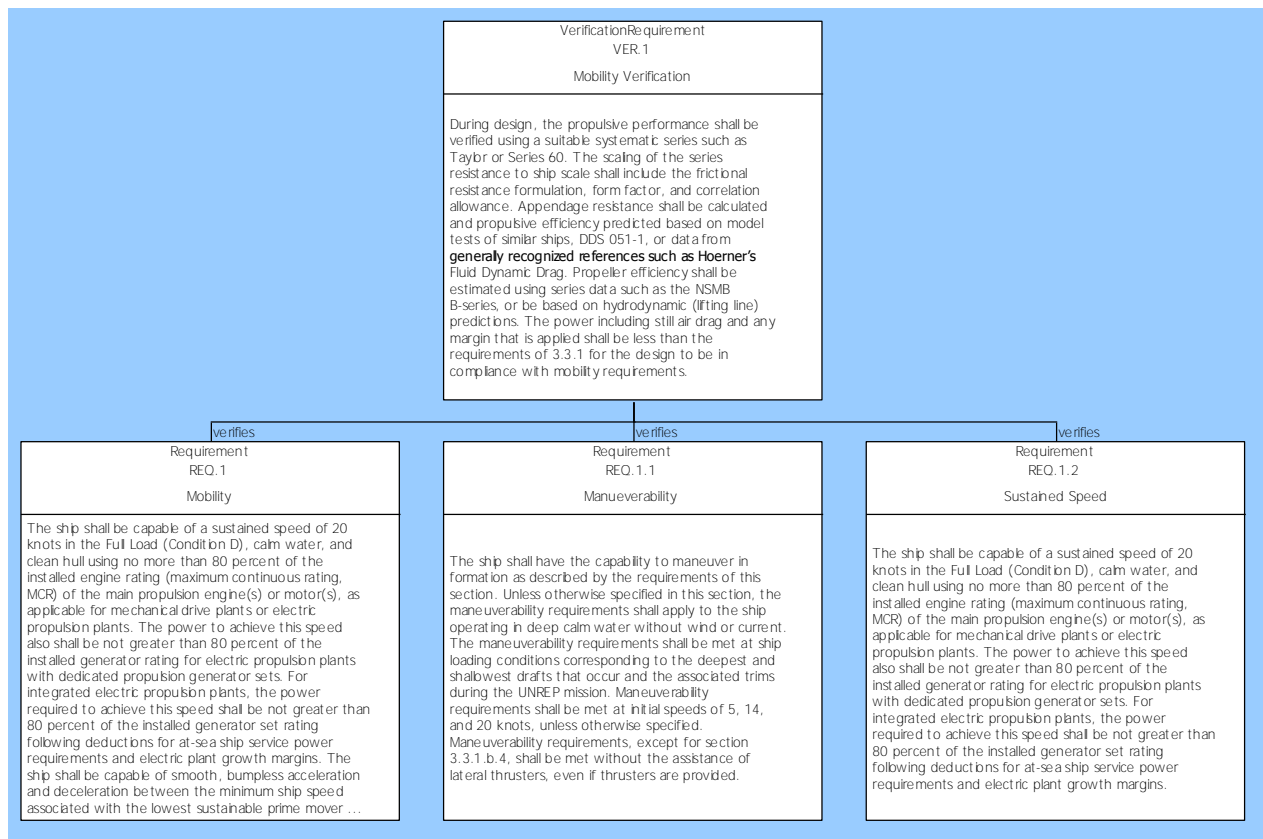 VerificationRequirement
VER.1
Mobility Verification
During design, the propulsive performance shall be
verified using a suitable systematic series such as
Taylor or Series 60. The scaling of the series
resistance to ship scale shall include the frictional
resistance formulation, form factor, and correlation
allowance. Appendage resistance shall be calculated
and propulsive efficiency predicted based on model
tests of similar ships, DDS 051-1, or data from
generally recognized references such as Hoerner's
Fluid Dynamic Drag. Propeller efficiency shall be
estimated using series data such as the NSMB
B-series, or be based on hydrodynamic (lifting line)
predictions. The power including still air drag and any
margin that is applied shall be less than the
requirements of 3.3.1 for the design to be in
compliance with mobility requirements.
verifies
verifies
verifies
Requirement
REQ.1
Mobility
The ship shall be capable of a sustained speed of 20
knots in the Full Load (Condition D), calm water, and
clean hull using no more than 80 percent of the
installed engine rating (maximum continuous rating,
MCR) of the main propulsion engine(s) or motor(s), as
applicable for mechanical drive plants or electric
propulsion plants. The power to achieve this speed
also shall be not greater than 80 percent of the
installed generator rating for electric propulsion plants
with dedicated propulsion generator sets. For
integrated electric propulsion plants, the power
required to achieve this speed shall be not greater than
80 percent of the installed generator set rating
following deductions for at-sea ship service power
requirements and electric plant growth margins. The
ship shall be capable of smooth, bumpless acceleration
and deceleration between the minimum ship speed
associated with the lowest sustainable prime mover ...
Requirement
REQ.1.1
Manueverability
The ship shall have the capability to maneuver in
formation as described by the requirements of this
section. Unless otherwise specified in this section, the
maneuverability requirements shall apply to the ship
operating in deep calm water without wind or current.
The maneuverability requirements shall be met at ship
loading conditions corresponding to the deepest and
shallowest drafts that occur and the associated trims
during the UNREP mission. Maneuverability
requirements shall be met at initial speeds of 5, 14,
and 20 knots, unless otherwise specified.
Maneuverability requirements, except for section
3.3.1.b.4, shall be met without the assistance of
lateral thrusters, even if thrusters are provided.
Requirement
REQ.1.2
Sustained Speed
The ship shall be capable of a sustained speed of 20
knots in the Full Load (Condition D), calm water, and
clean hull using no more than 80 percent of the
installed engine rating (maximum continuous rating,
MCR) of the main propulsion engine(s) or motor(s), as
applicable for mechanical drive plants or electric
propulsion plants. The power to achieve this speed
also shall be not greater than 80 percent of the
installed generator rating for electric propulsion plants
with dedicated propulsion generator sets. For
integrated electric propulsion plants, the power
required to achieve this speed shall be not greater than
80 percent of the installed generator set rating
following deductions for at-sea ship service power
requirements and electric plant growth margins.